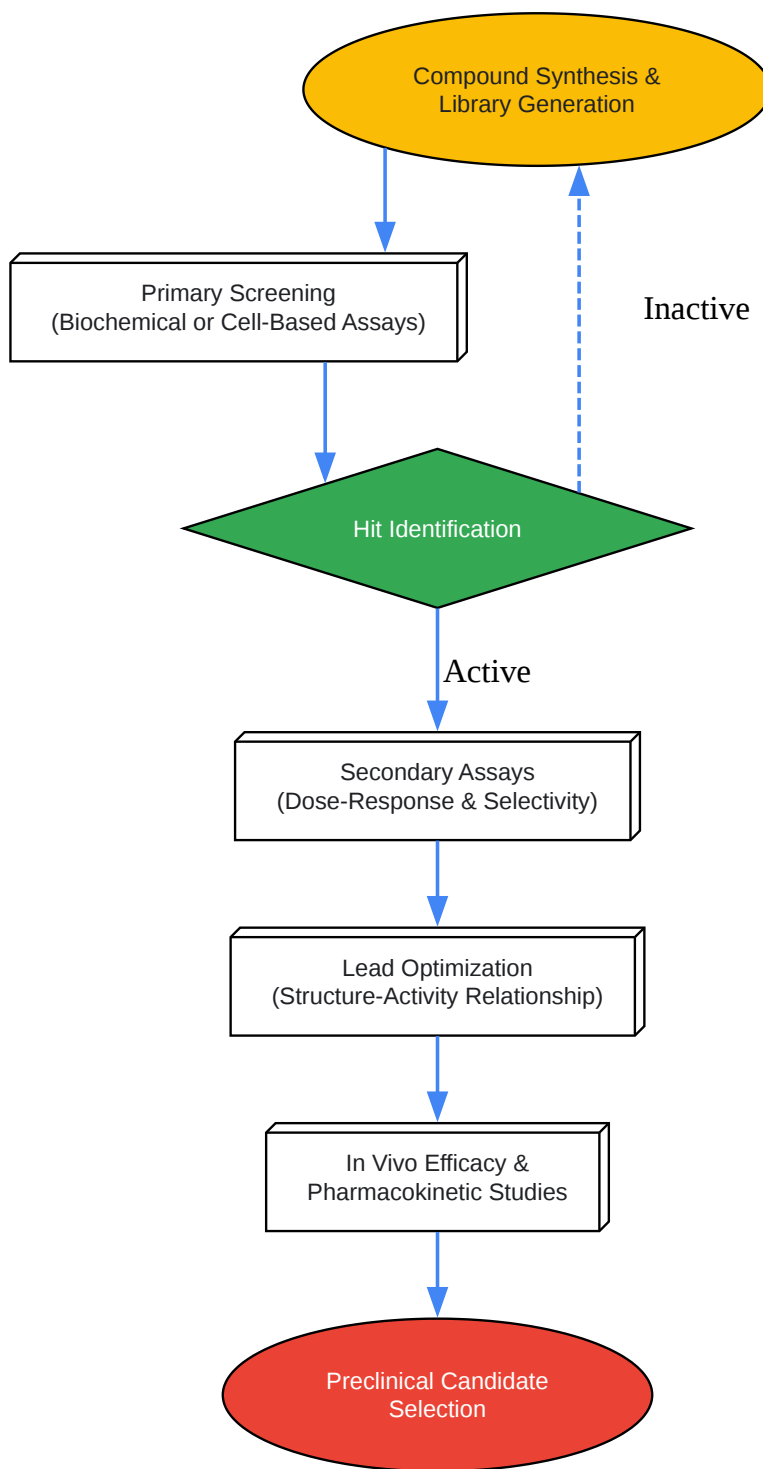 Compound Synthesis &
Library Generation
Primary Screening
(Biochemical or Cell-Based Assays)
Inactive
Hit Identification
Active
Secondary Assays
(Dose-Response & Selectivity)
Lead Optimization
(Structure-Activity Relationship)
In Vivo Efficacy &
Pharmacokinetic Studies
Preclinical Candidate
Selection